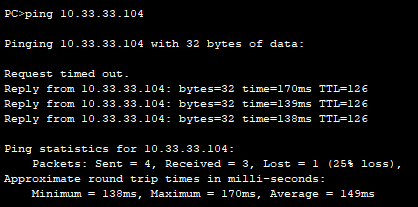 PC>ping 10.33.33.104
Pinging 10.33.33.104 with 32 bytes of data:
Request timed out.
Reply from 10.33.33.104: bytes=32 time=170ms TTL=126
Reply from 10.33.33.104: bytes=32 time=139ms TTL=126
Reply from 10.33.33.104: bytes=32 time=138ms TTL=126
Ping statistics for 10.33.33.104:
Packets: Sent = 4, Received = 3, Lost = 1 (25% loss),
Approximate round trip times in milli-seconds:
Minimum = 138ms, Maximum = 170ms, Average = 149ms